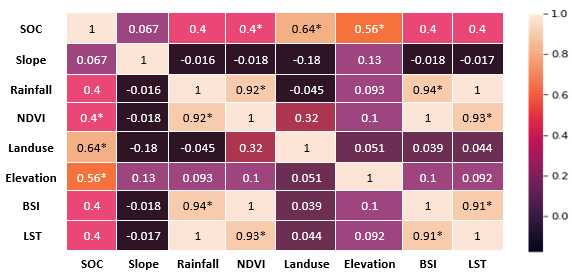 SOC 1 0.067 0.4 0.4* 0.64* 0.56* 0.4 0.4
Slope 0.067 1 -0.016 -0.018 -0.18 0.13 -0.018 -0.017
Rainfall 0.4 -0.016 1 0.92* -0.045 0.093 0.94* 1
NDVI 0.4* -0.018 0.92* 1 0.32 0.1 1 0.93*
Landuse 0.64* -0.18 -0.045 0.32 1 0.051 0.039 0.044
Elevation 0.56* 0.13 0.093 0.1 0.051 1 0.1 0.092
BSI 0.4 -0.018 0.94* 1 0.039 0.1 1 0.91*
LST 0.4 -0.017 1 0.93* 0.044 0.092 0.91* 1
SOC Slope Rainfall NDVI Landuse Elevation BSI LST
1.0
0.8
0.6
0.4
0.2
0.0